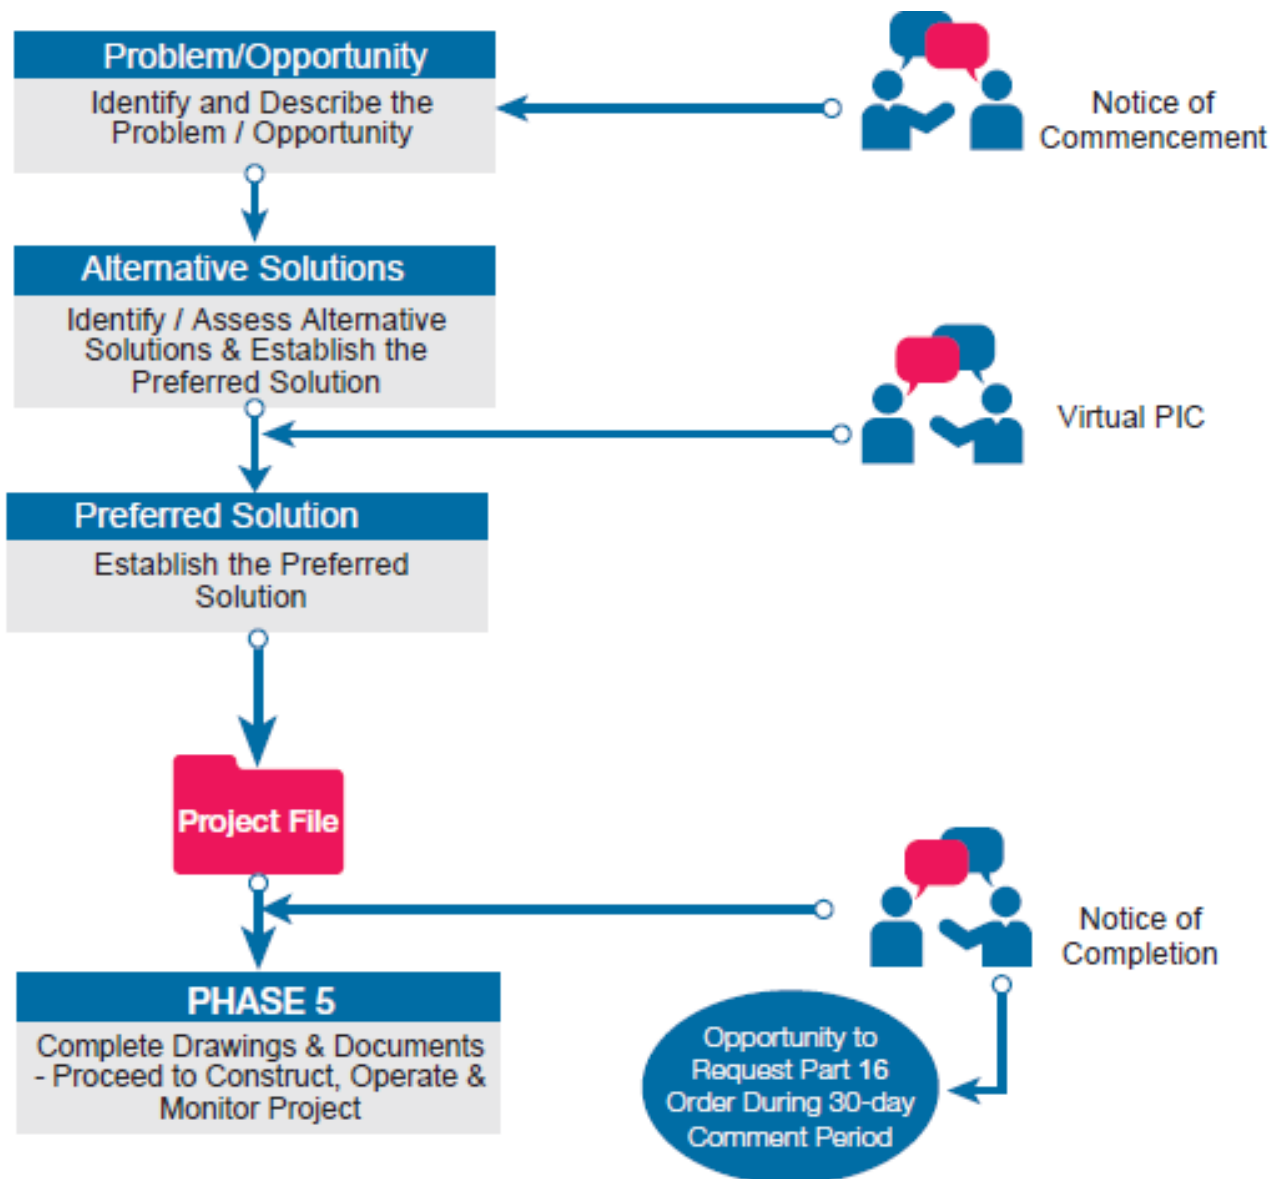 Problem/Opportunity
Identify and Describe the
Problem / Opportunity
Notice of
Commencement
Alternative Solutions
Identify / Assess Alternative
Solutions & Establish the
Preferred Solution
Virtual PIC
Preferred Solution
Establish the Preferred
Solution
Project File
Notice of
Completion
PHASE 5
Complete Drawings & Documents
- Proceed to Construct, Operate &
Monitor Project
Opportunity to
Request Part 16
Order During 30-day
Comment Period